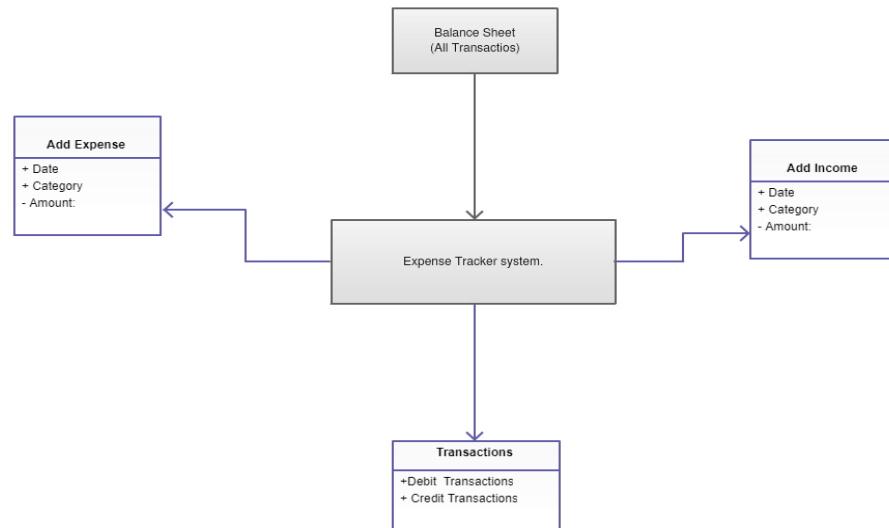 Balance Sheet
(All Transactios)
Add Expense
+ Date
+ Category
- Amount:
Add Income
+ Date
+ Category
- Amount:
Expense Tracker system.
Transactions
+Debit Transactions
+ Credit Transactions